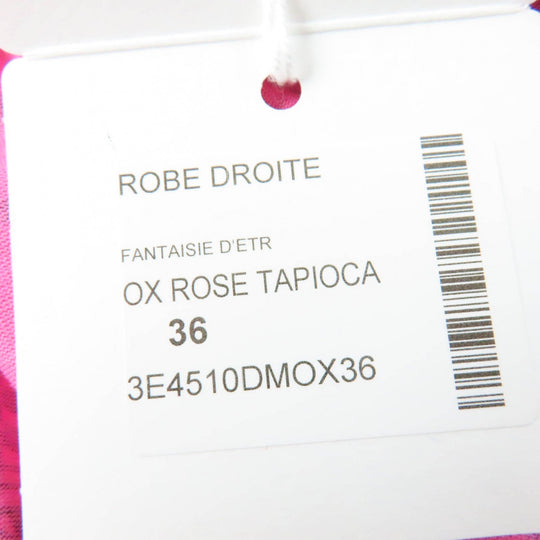 ROBE DROITE
FANTAISIE D'ETR
OX ROSE TAPIOCA
36
3E4510DMOX36